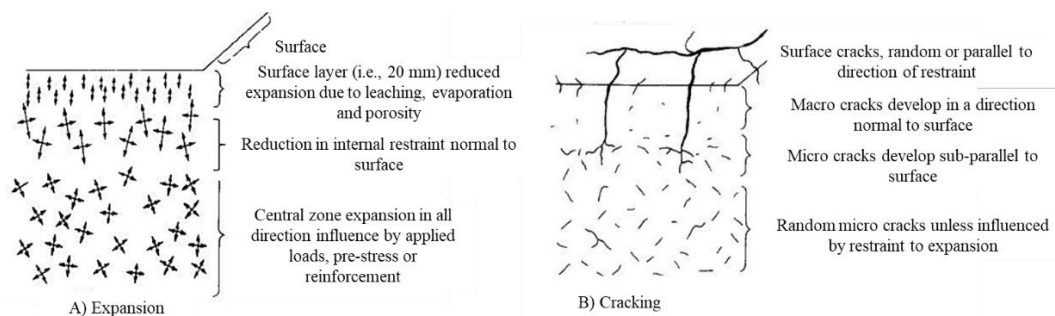 Surface
Surface layer (i.e., 20 mm) reduced
expansion due to leaching, evaporation
and porosity
Reduction in internal restraint normal to
surface
Central zone expansion in all
direction influence by applied
loads, pre-stress or
reinforcement
A) Expansion
Surface cracks, random or parallel to
direction of restraint
Macro cracks develop in a direction
normal to surface
Micro cracks develop sub-parallel to
surface
Random micro cracks unless influenced
by restraint to expansion
B) Cracking